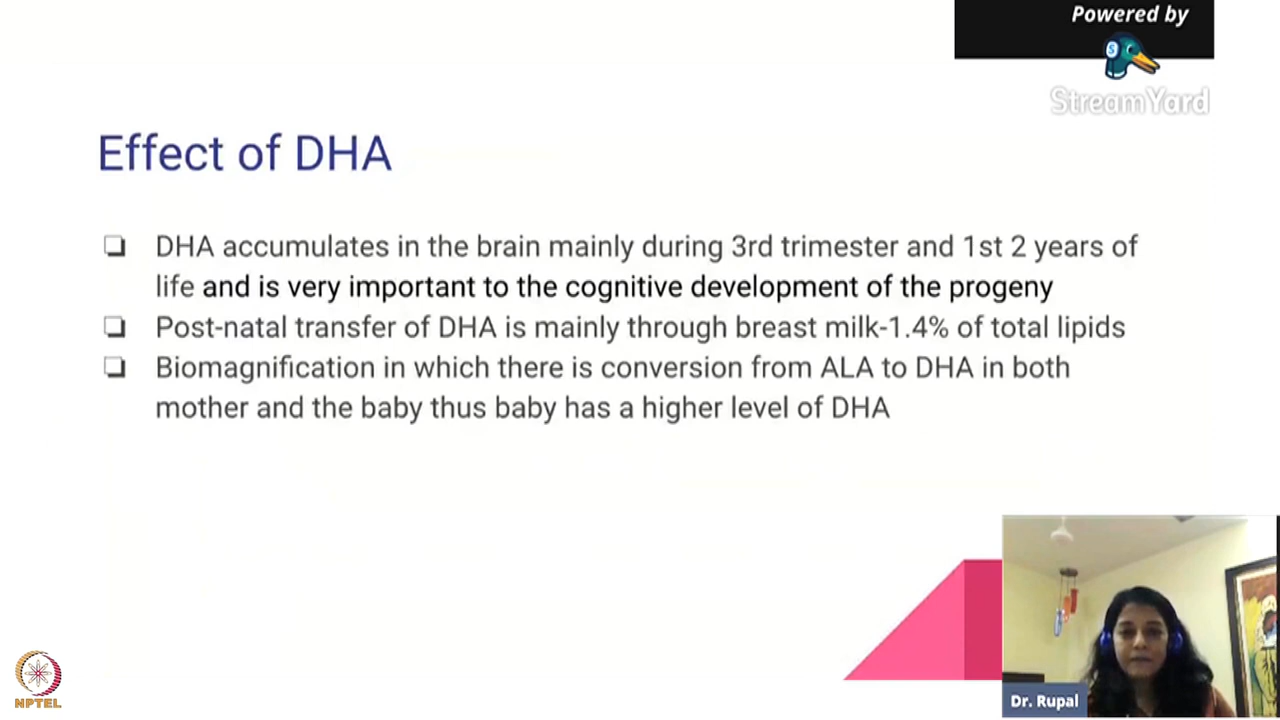 Powered by
StreamYard
Effect of DHA
❏ DHA accumulates in the brain mainly during 3rd trimester and 1st 2 years of
life and is very important to the cognitive development of the progeny
❏ Post-natal transfer of DHA is mainly through breast milk-1.4% of total lipids
❏ Biomagnification in which there is conversion from ALA to DHA in both
mother and the baby thus baby has a higher level of DHA
NPTEL
Dr. Rupal